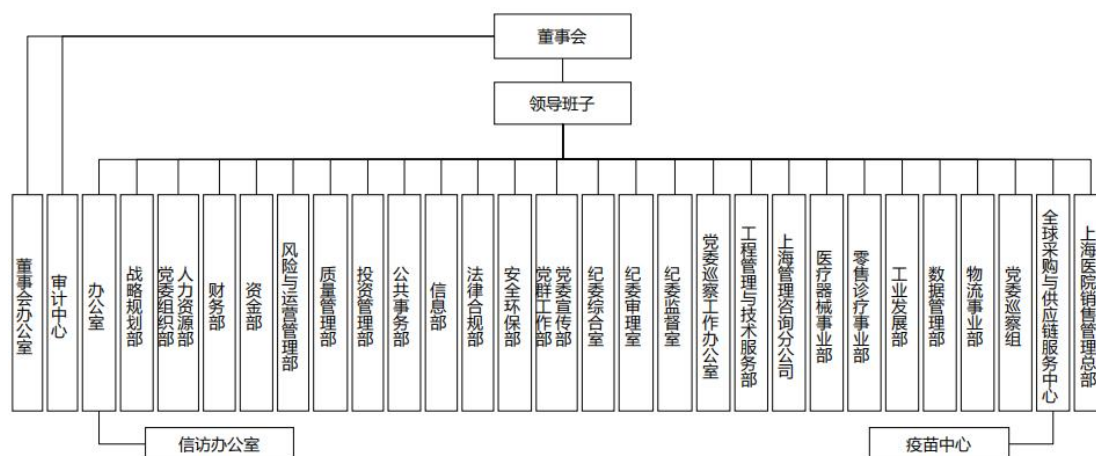 董事会
领导班子
董事会办公室
审计中心
办公室
战略规划部
人力资源部
党委组织部
财务部
资金部
风险与运营管理部
质量管理部
投资管理部
公共事务部
信息部
法律合规部
安全环保部
党委宣传部
党群工作部
纪委综合室
纪委审理室
纪委监督室
党委巡察工作办公室
工程管理与技术服务部
上海管理咨询分公司
医疗器械事业部
零售诊疗事业部
工业发展部
数据管理部
物流事业部
党委巡察组
全球采购与供应链服务中心
上海医院销售管理总部
信访办公室
疫苗中心